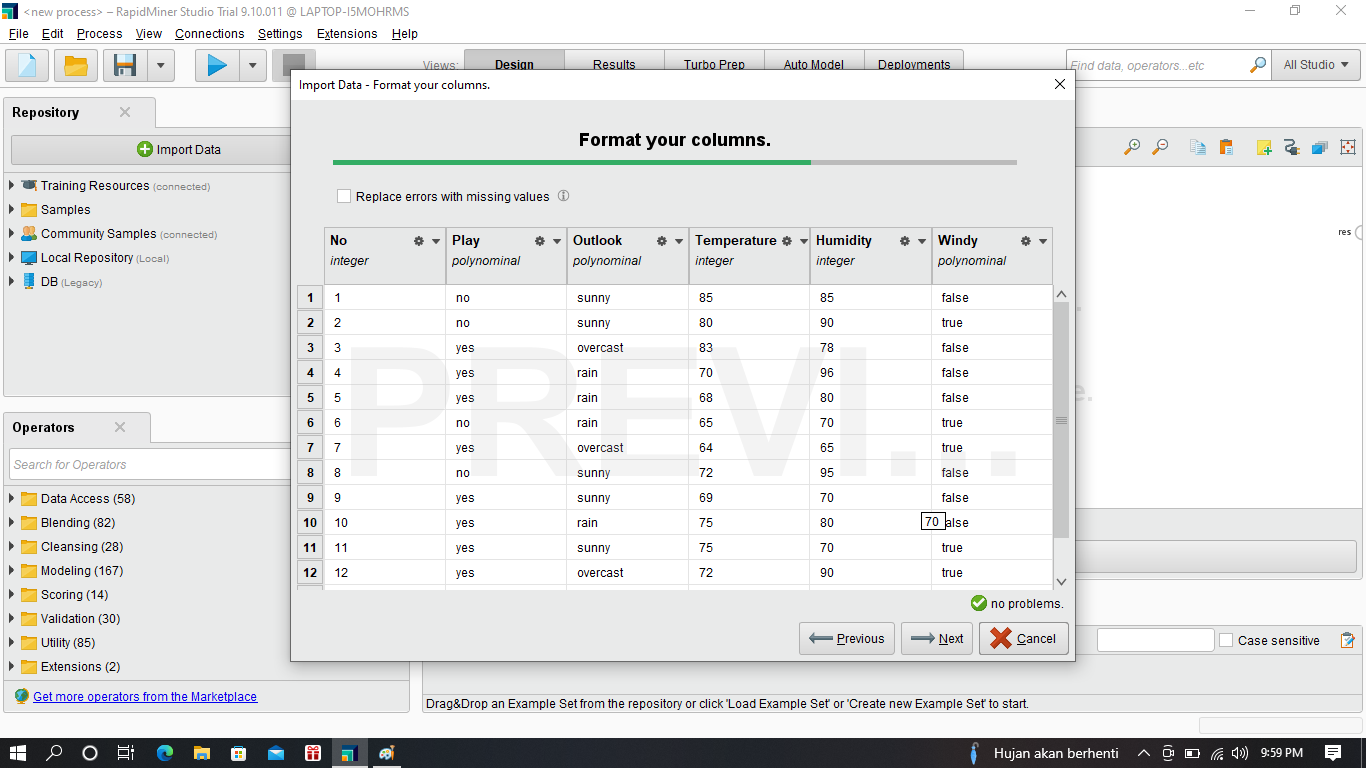 <new process> – RapidMiner Studio Trial 9.10.011 @ LAPTOP-I5MOHRMS
File Edit Process View Connections Settings Extensions Help
Views: Design Results Turbo Prep Auto Model Deployments
Find data, operators...etc
All Studio
Repository
Import Data
Training Resources (connected)
Samples
Community Samples (connected)
Local Repository (Local)
DB (Legacy)
Operators
Search for Operators
Data Access (58)
Blending (82)
Cleansing (28)
Modeling (167)
Scoring (14)
Validation (30)
Utility (85)
Extensions (2)
Get more operators from the Marketplace
Import Data - Format your columns.
Format your columns.
Replace errors with missing values
No Play Outlook Temperature Humidity Windy
integer polynominal polynominal integer integer polynominal
1 1 no sunny 85 85 false
2 2 no sunny 80 90 true
3 3 yes overcast 83 78 false
4 4 yes rain 70 96 false
5 5 yes rain 68 80 false
6 6 no rain 65 70 true
7 7 yes overcast 64 65 true
8 8 no sunny 72 95 false
9 9 yes sunny 69 70 false
10 10 yes rain 75 80 70 alse
11 11 yes sunny 75 70 true
12 12 yes overcast 72 90 true
PREVI...
no problems.
Previous Next Cancel
res
e.
Case sensitive
Drag&Drop an Example Set from the repository or click 'Load Example Set' or 'Create new Example Set' to start.
Hujan akan berhenti
9:59 PM